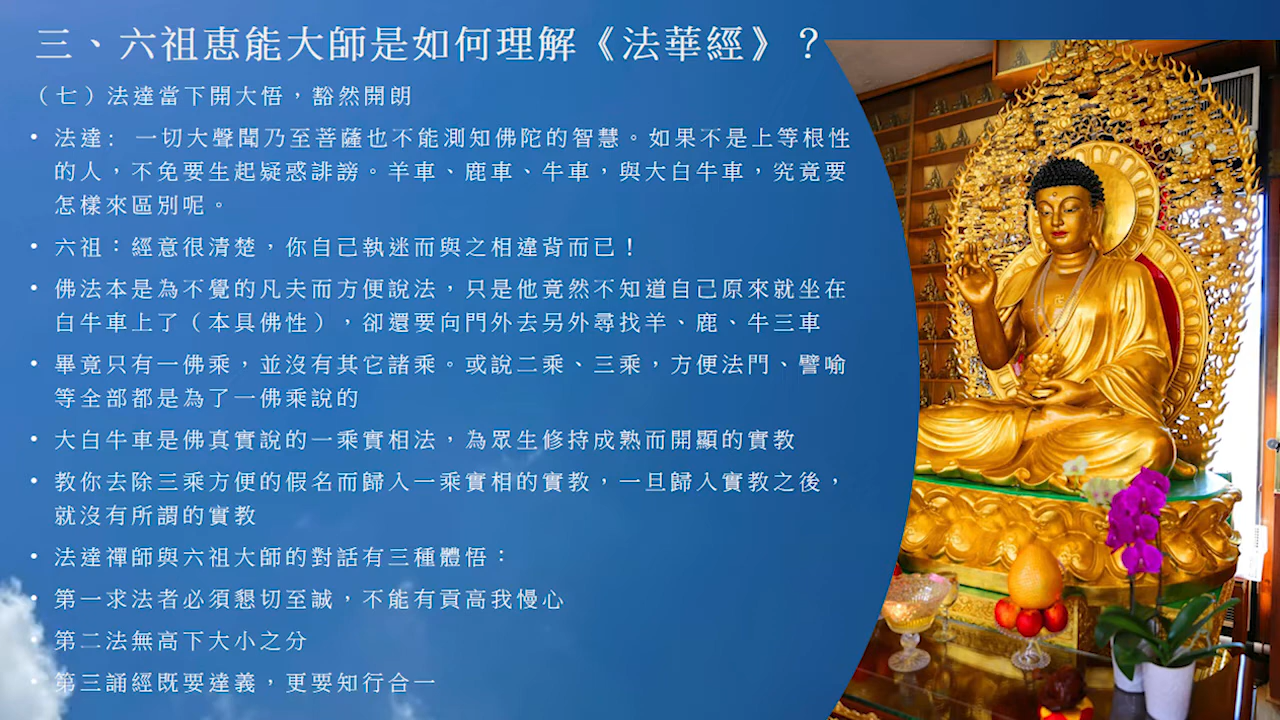 三、六祖惠能大師是如何理解《法華經》？
（七）法達當下開大悟，豁然開朗
• 法達： 一切大聲聞乃至菩薩也不能測知佛陀的智慧。如果不是上等根性
的人，不免要生起疑惑誹謗。羊車、鹿車、牛車，與大白牛車，究竟要
怎樣來區別呢。
• 六祖：經意很清楚，你自己執迷而與之相違背而已！
• 佛法本是為不覺的凡夫而方便說法，只是他竟然不知道自己原來就坐在
白牛車上了（本具佛性），卻還要向門外去另外尋找羊、鹿、牛三車
• 畢竟只有一佛乘，並沒有其它諸乘。或說二乘、三乘，方便法門、譬喻
等全部都是為了一佛乘說的
• 大白牛車是佛真實說的一乘實相法，為眾生修持成熟而開顯的實教
• 教你去除三乘方便的假名而歸入一乘實相的實教，一旦歸入實教之後，
就沒有所謂的實教
• 法達禪師與六祖大師的對話有三種體悟：
• 第一求法者必須懇切至誠，不能有貢高我慢心
• 第二法無高下大小之分
• 第三誦經既要達義，更要知行合一